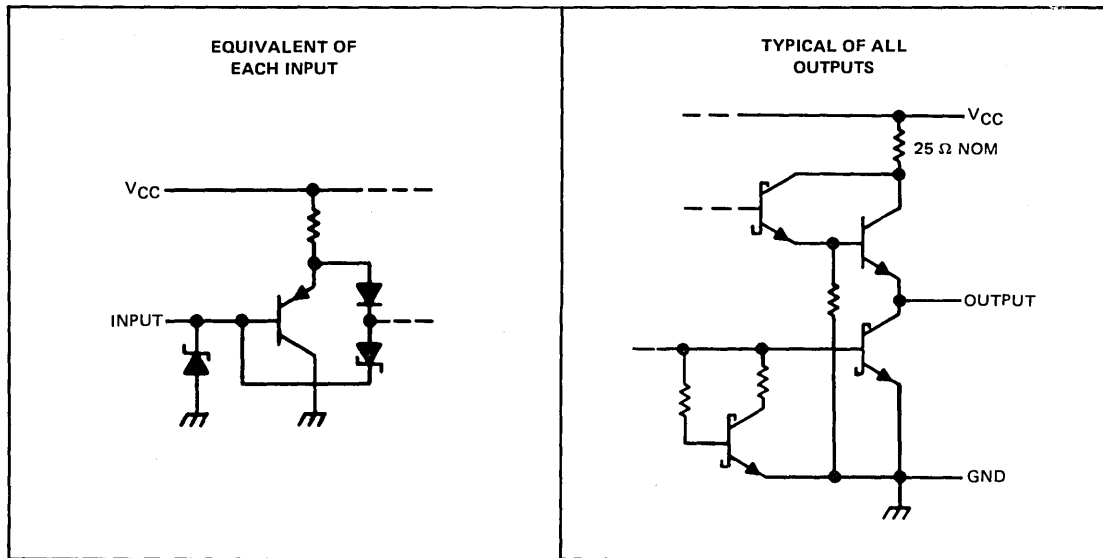 EQUIVALENT OF
EACH INPUT
VCC
INPUT
TYPICAL OF ALL
OUTPUTS
VCC
25 Ω NOM
OUTPUT
GND